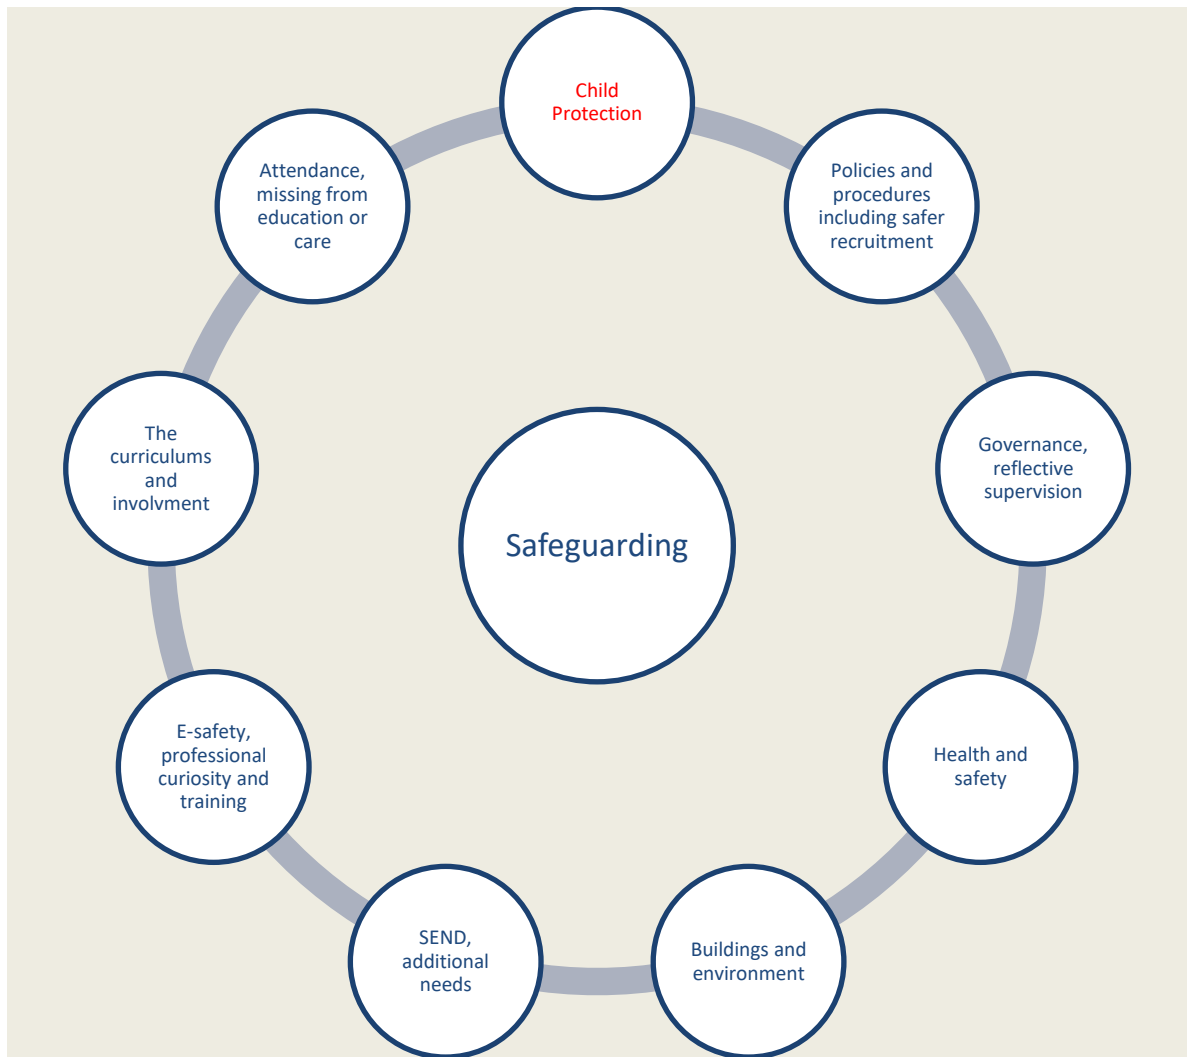 Child
Protection
Policies and
procedures
including safer
recruitment
Governance,
reflective
supervision
Health and
safety
Buildings and
environment
SEND,
additional
needs
E-safety,
professional
curiosity and
training
The
curriculums
and
involvment
Attendance,
missing from
education or
care
Safeguarding